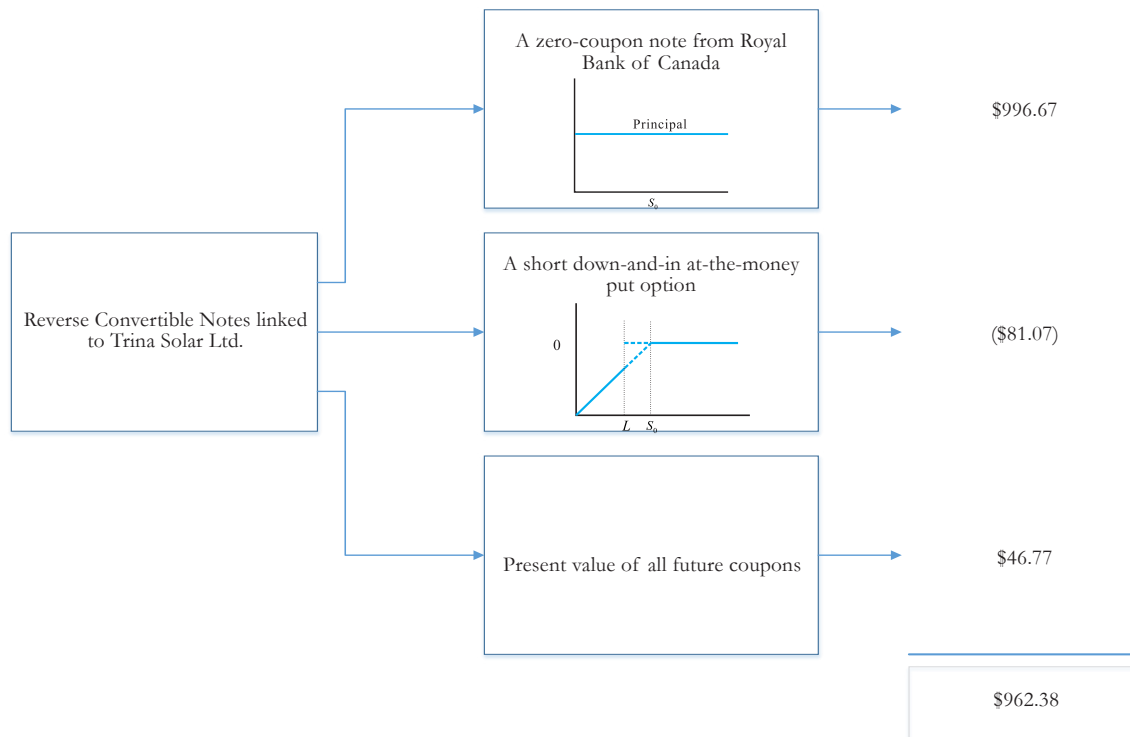 A zero-coupon note from Royal
Bank of Canada
Principal
S₀
$996.67
Reverse Convertible Notes linked
to Trina Solar Ltd.
A short down-and-in at-the-money
put option
0
L S₀
($81.07)
Present value of all future coupons
$46.77
$962.38